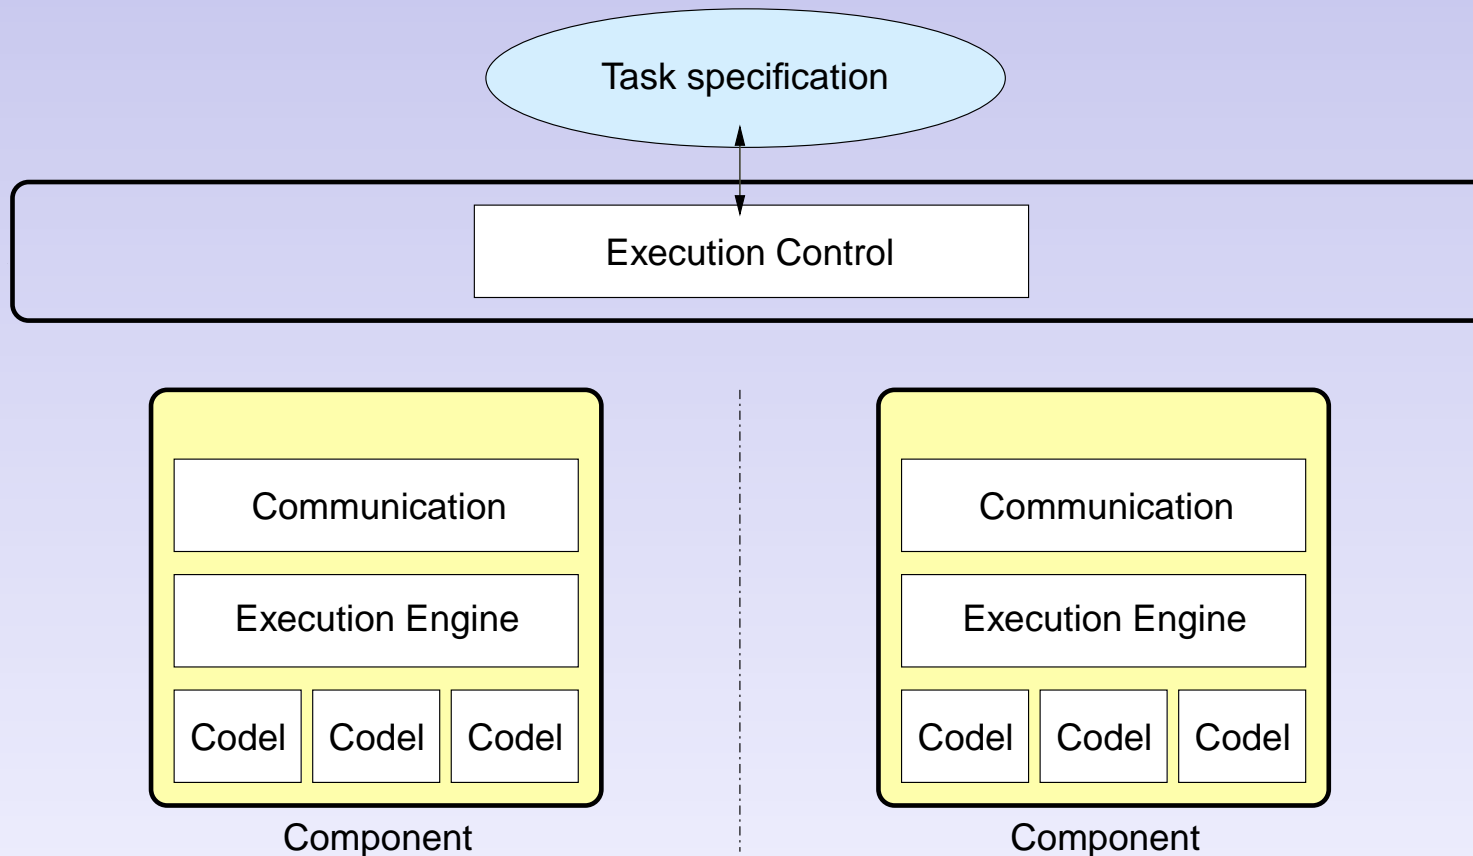 Task specification
Execution Control
Communication
Communication
Execution Engine
Execution Engine
Codel Codel Codel
Codel Codel Codel
Component
Component